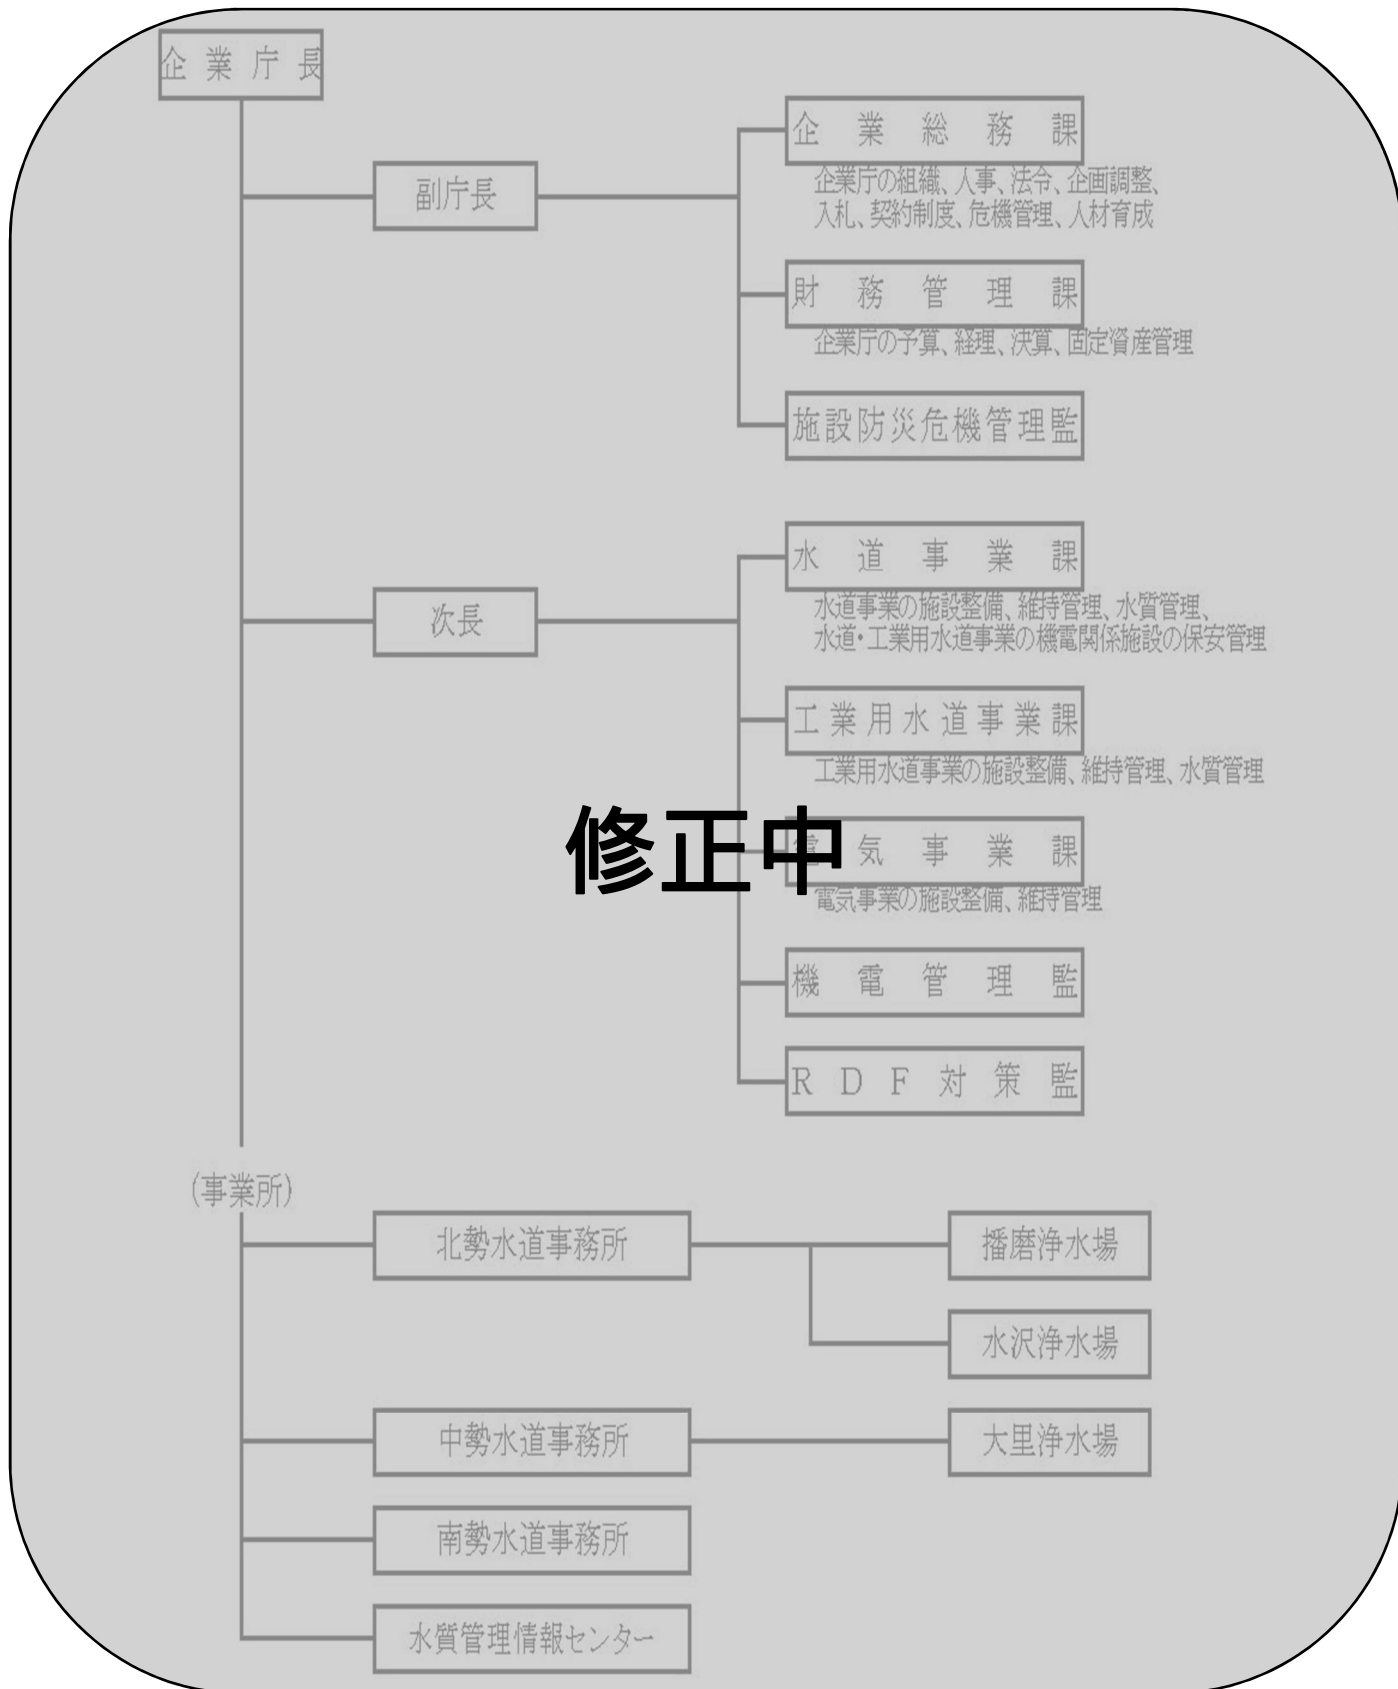 企業庁長
企業総務課
副庁長
企業庁の組織、人事、法令、企画調整、
入札、契約制度、危機管理、人材育成
財務管理課
企業庁の予算、経理、決算、固定資産管理
施設防災危機管理監
水道事業課
次長
水道事業の施設整備、維持管理、水質管理、
水道・工業用水道事業の機電関係施設の保安管理
工業用水道事業課
工業用水道事業の施設整備、維持管理、水質管理
修正中
電気事業課
電気事業の施設整備、維持管理
機電管理監
RDF対策監
(事業所)
北勢水道事務所
播磨浄水場
水沢浄水場
中勢水道事務所
大里浄水場
南勢水道事務所
水質管理情報センター